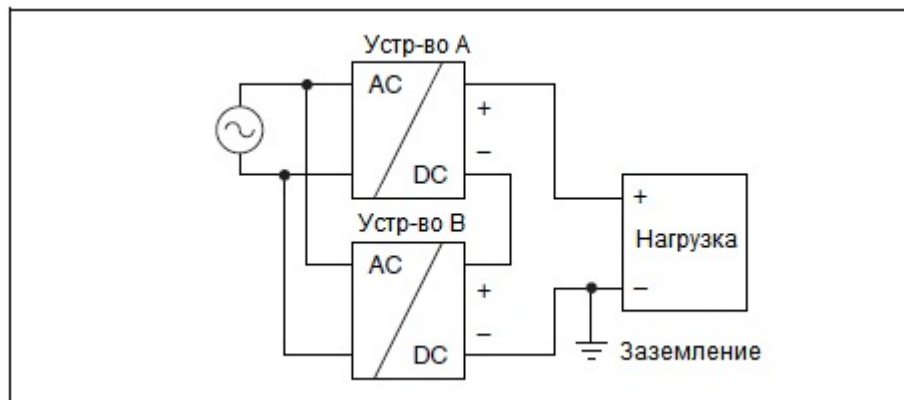 Устр-во A
AC
+
–
DC
Устр-во B
AC
+
–
DC
+
Нагрузка
–
Заземление